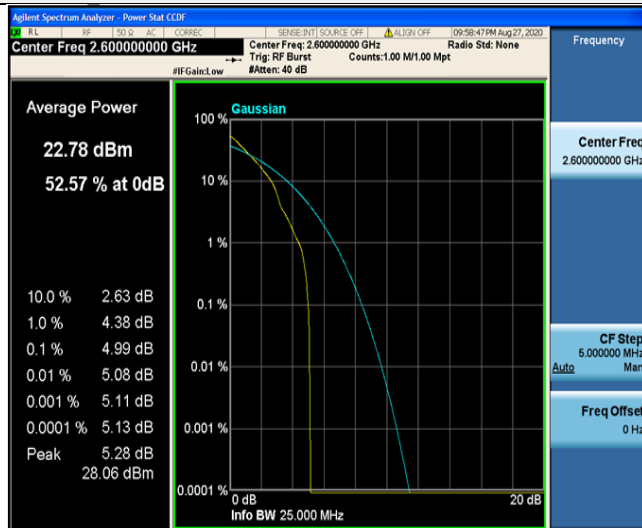 Agilent Spectrum Analyzer - Power Stat CCDF
RL RF 50 Ω AC CORREC SENSE:INT SOURCE OFF ALIGN OFF 09:58:47PM Aug 27, 2020
Center Freq 2.600000000 GHz
Center Freq: 2.600000000 GHz Radio Std: None
Trig: RF Burst Counts:1.00 M/1.00 Mpt
#IFGain:Low #Atten: 40 dB
Frequency
Average Power
22.78 dBm
52.57 % at 0dB
10.0 % 2.63 dB
1.0 % 4.38 dB
0.1 % 4.99 dB
0.01 % 5.08 dB
0.001 % 5.11 dB
0.0001 % 5.13 dB
Peak 5.28 dB
28.06 dBm
Gaussian
100 %
10 %
1 %
0.1 %
0.01 %
0.001 %
0.0001 %
0 dB 20 dB
Info BW 25.000 MHz
Center Freq
2.600000000 GHz
CF Step
5.000000 MHz
Auto Man
Freq Offset
0 Hz